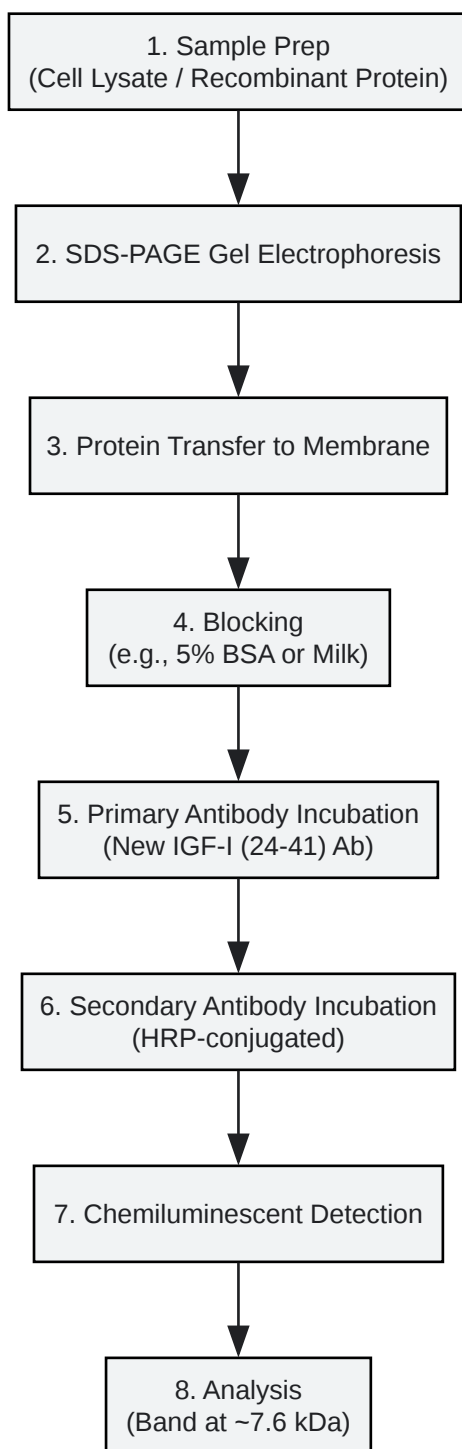 1. Sample Prep
(Cell Lysate / Recombinant Protein)
2. SDS-PAGE Gel Electrophoresis
3. Protein Transfer to Membrane
4. Blocking
(e.g., 5% BSA or Milk)
5. Primary Antibody Incubation
(New IGF-I (24-41) Ab)
6. Secondary Antibody Incubation
(HRP-conjugated)
7. Chemiluminescent Detection
8. Analysis
(Band at ~7.6 kDa)